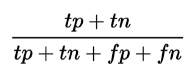 tp + tn
tp + tn + fp + fn